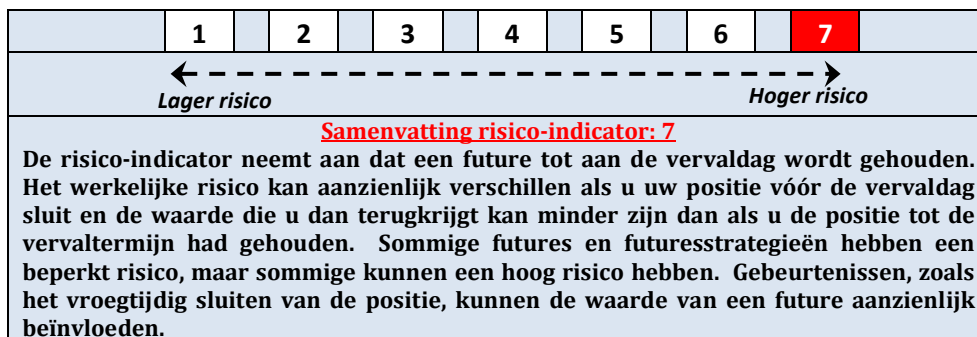 1 2 3 4 5 6 7
Lager risico Hoger risico
Samenvatting risico-indicator: 7
De risico-indicator neemt aan dat een future tot aan de vervaldag wordt gehouden.
Het werkelijke risico kan aanzienlijk verschillen als u uw positie vóór de vervaldag
sluit en de waarde die u dan terugkrijgt kan minder zijn dan als u de positie tot de
vervaltermijn had gehouden. Sommige futures en futuresstrategieën hebben een
beperkt risico, maar sommige kunnen een hoog risico hebben. Gebeurtenissen, zoals
het vroegtijdig sluiten van de positie, kunnen de waarde van een future aanzienlijk
beïnvloeden.